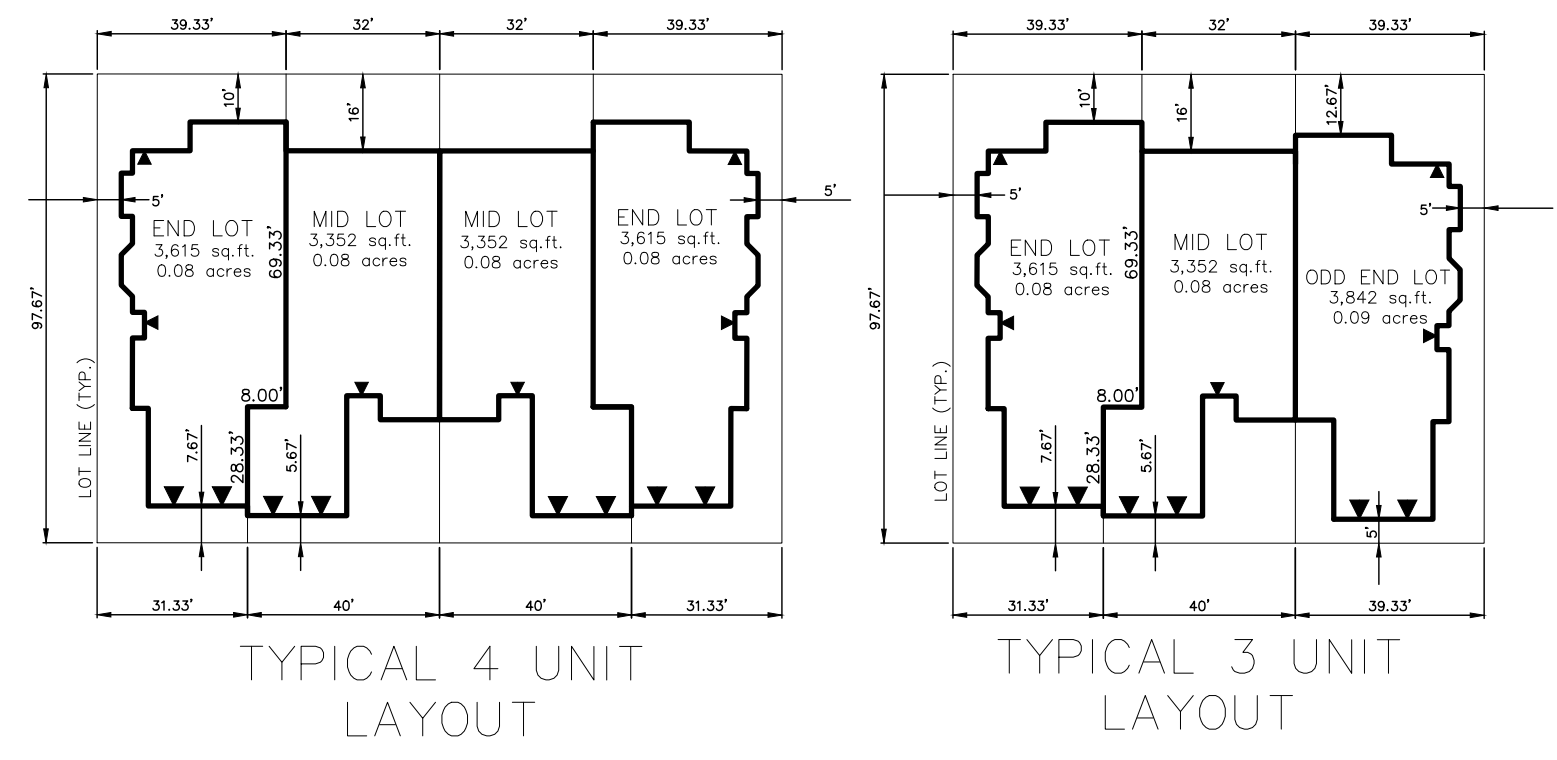 39.33'
32'
32'
39.33'
10'
16'
5'
5'
END LOT
3,615 sq.ft.
0.08 acres
69.33'
MID LOT
3,352 sq.ft.
0.08 acres
MID LOT
3,352 sq.ft.
0.08 acres
END LOT
3,615 sq.ft.
0.08 acres
97.67'
LOT LINE (TYP.)
8.00'
7.67'
28.33'
5.67'
31.33'
40'
40'
31.33'
TYPICAL 4 UNIT
LAYOUT
39.33'
32'
39.33'
10'
16'
12.67'
5'
5'
END LOT
3,615 sq.ft.
0.08 acres
69.33'
MID LOT
3,352 sq.ft.
0.08 acres
ODD END LOT
3,842 sq.ft.
0.09 acres
97.67'
LOT LINE (TYP.)
8.00'
7.67'
28.33'
5.67'
5'
31.33'
40'
39.33'
TYPICAL 3 UNIT
LAYOUT